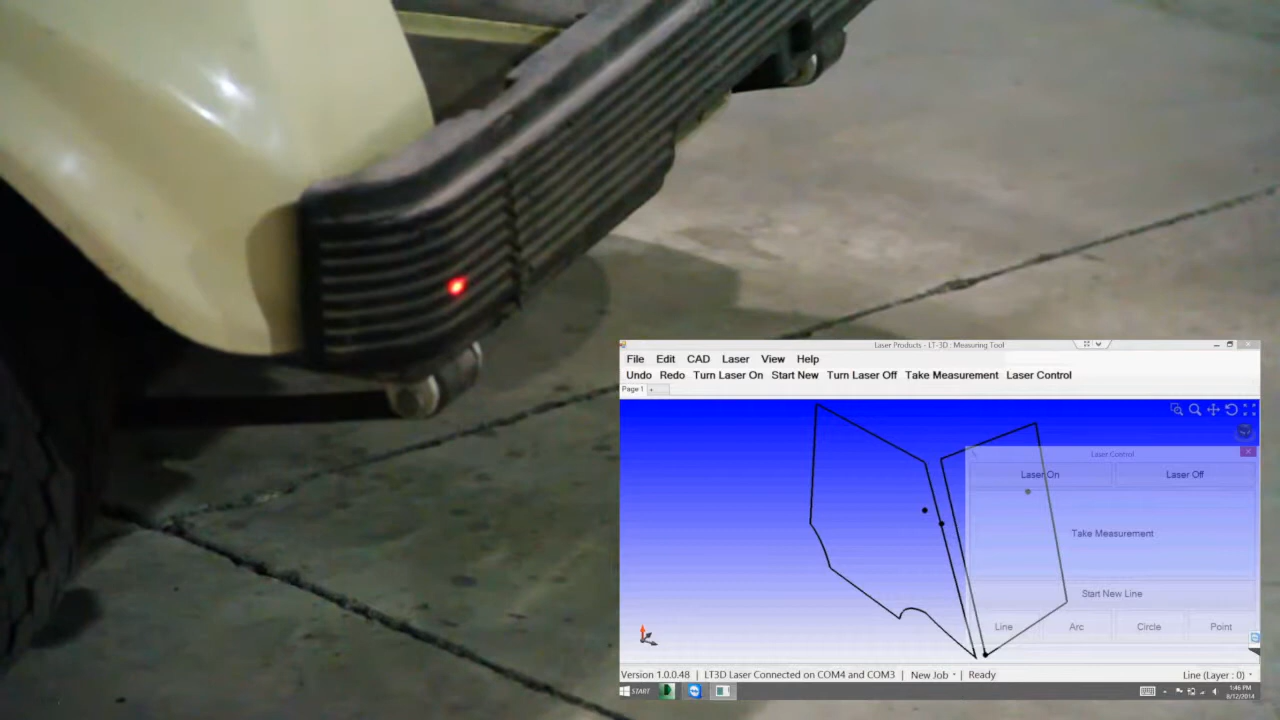 Laser Products - LT-3D : Measuring Tool
File Edit CAD Laser View Help
Undo Redo Turn Laser On Start New Turn Laser Off Take Measurement Laser Control
Page 1 +
Laser Control
Laser On Laser Off
Take Measurement
Start New Line
Line Arc Circle Point
Version 1.0.0.48 | LT3D Laser Connected on COM4 and COM3 | New Job | Ready Line (Layer : 0)
START 1:46 PM
8/12/2014